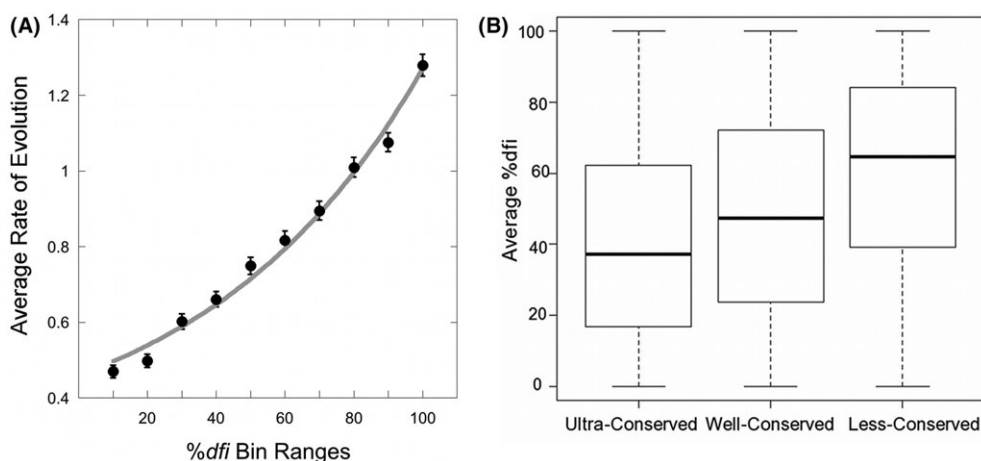 (A)
1.4
1.2
1
0.8
0.6
0.4
Average Rate of Evolution
20 40 60 80 100
%dfi Bin Ranges
(B)
100
80
60
40
20
0
Average %dfi
Ultra-Conserved Well-Conserved Less-Conserved